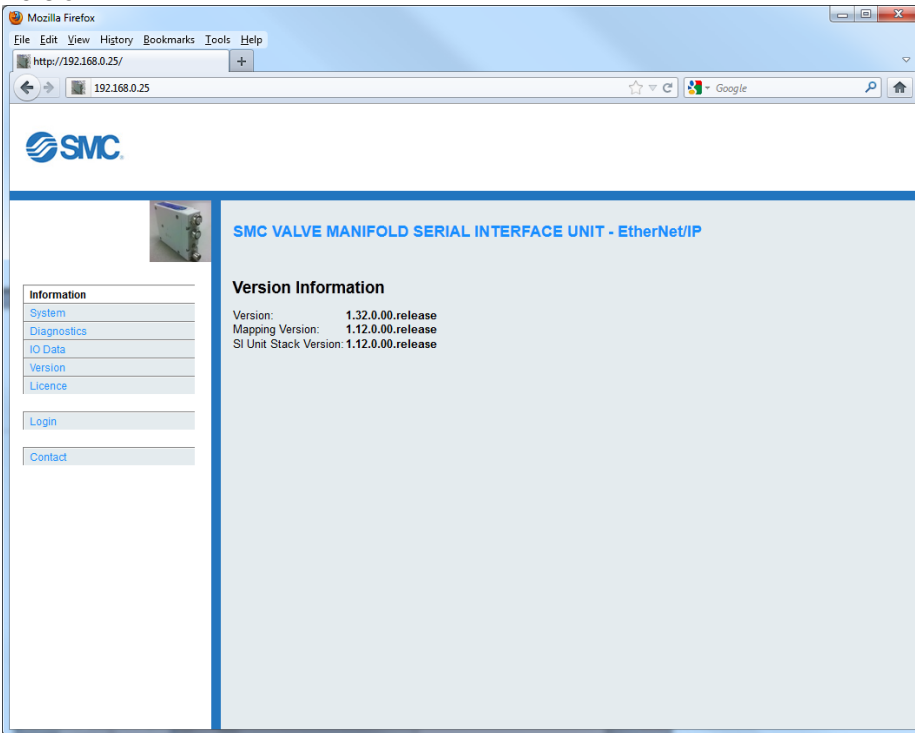 Mozilla Firefox
File Edit View History Bookmarks Tools Help
http://192.168.0.25/ +
192.168.0.25 Google
SMC.
SMC VALVE MANIFOLD SERIAL INTERFACE UNIT - EtherNet/IP
Information
System
Diagnostics
IO Data
Version
Licence
Login
Contact
Version Information
Version: 1.32.0.00.release
Mapping Version: 1.12.0.00.release
SI Unit Stack Version: 1.12.0.00.release